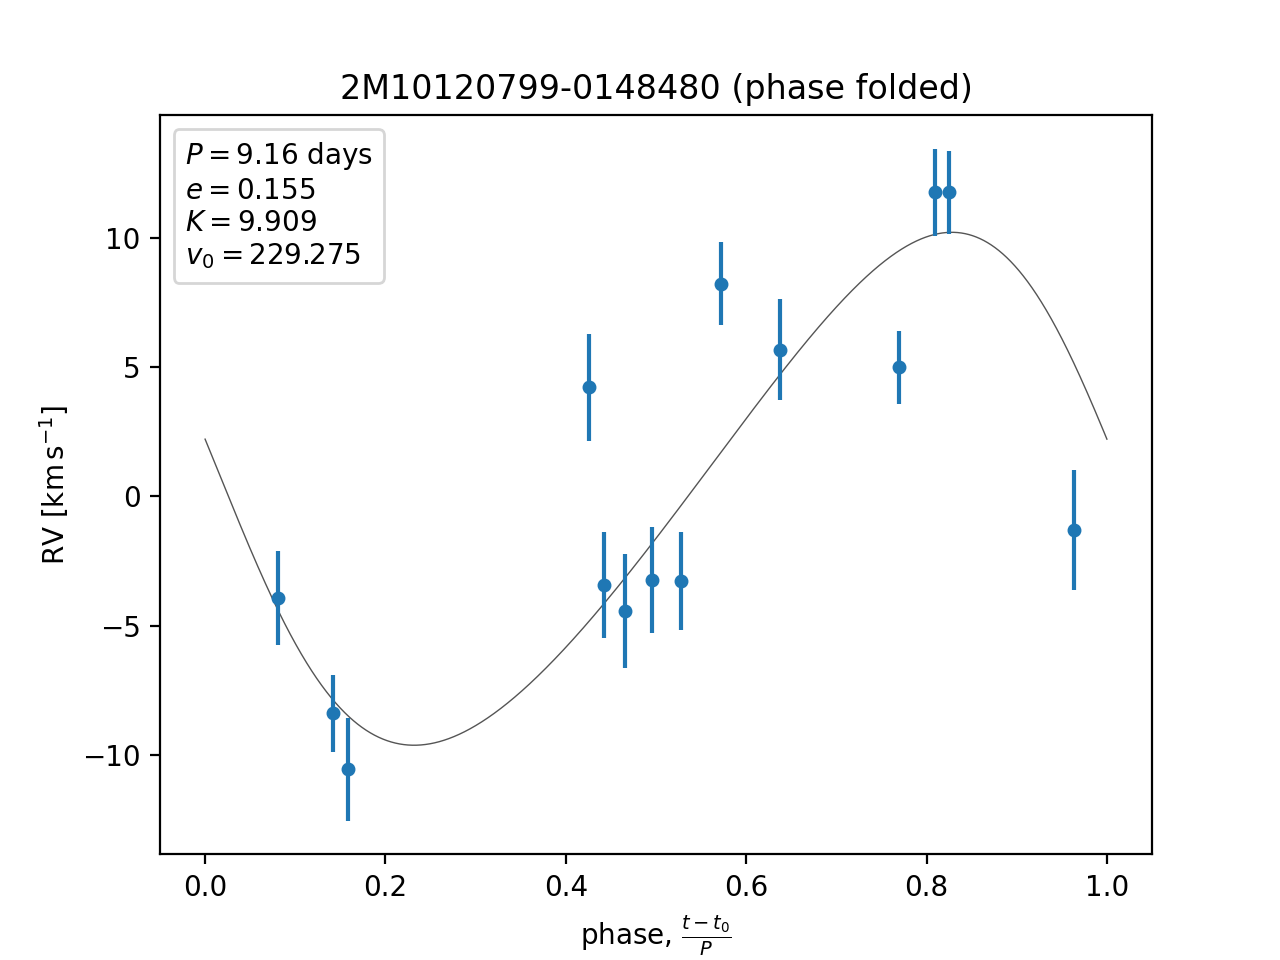 2M10120799-0148480 (phase folded)
P = 9.16 days
e = 0.155
K = 9.909
v₀ = 229.275
10
5
0
−5
−10
RV [km s⁻¹]
0.0 0.2 0.4 0.6 0.8 1.0
phase, (t − t₀)/P